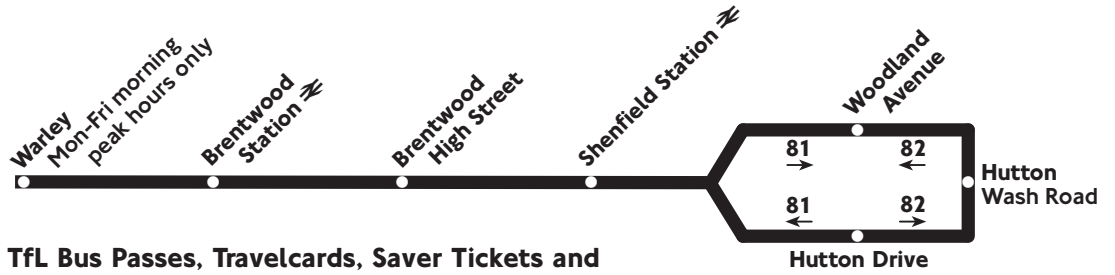 Warley
Mon-Fri morning
peak hours only
Brentwood
Station
Brentwood
High Street
Shenfield Station
Woodland
Avenue
81
82
Hutton
Wash Road
81
82
Hutton Drive
TfL Bus Passes, Travelcards, Saver Tickets and